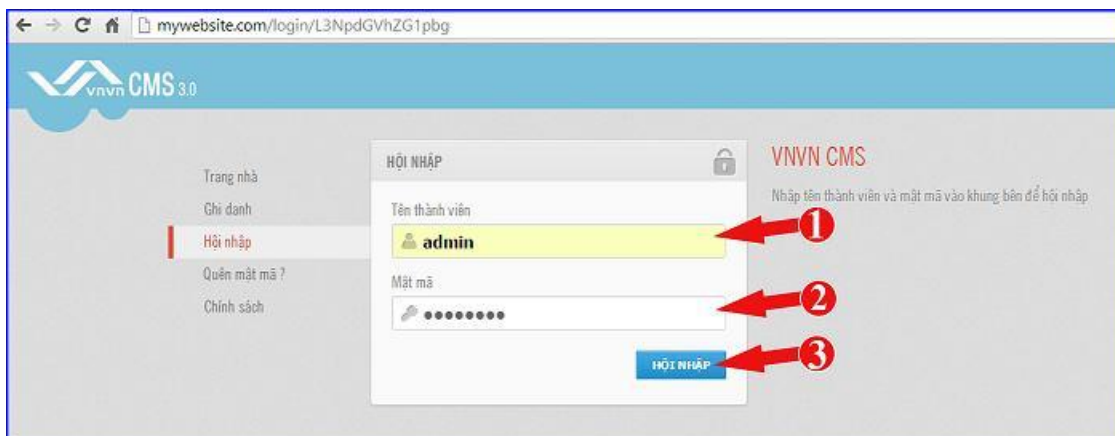 mywebsite.com/login/L3NpdGVhZG1pbg
vnvn CMS 3.0
Trang nhà
Ghi danh
Hội nhập
Quên mật mã ?
Chính sách
HỘI NHẬP
Tên thành viên
admin
Mật mã
HỘI NHẬP
VNVN CMS
Nhập tên thành viên và mật mã vào khung bên để hội nhập
1
2
3